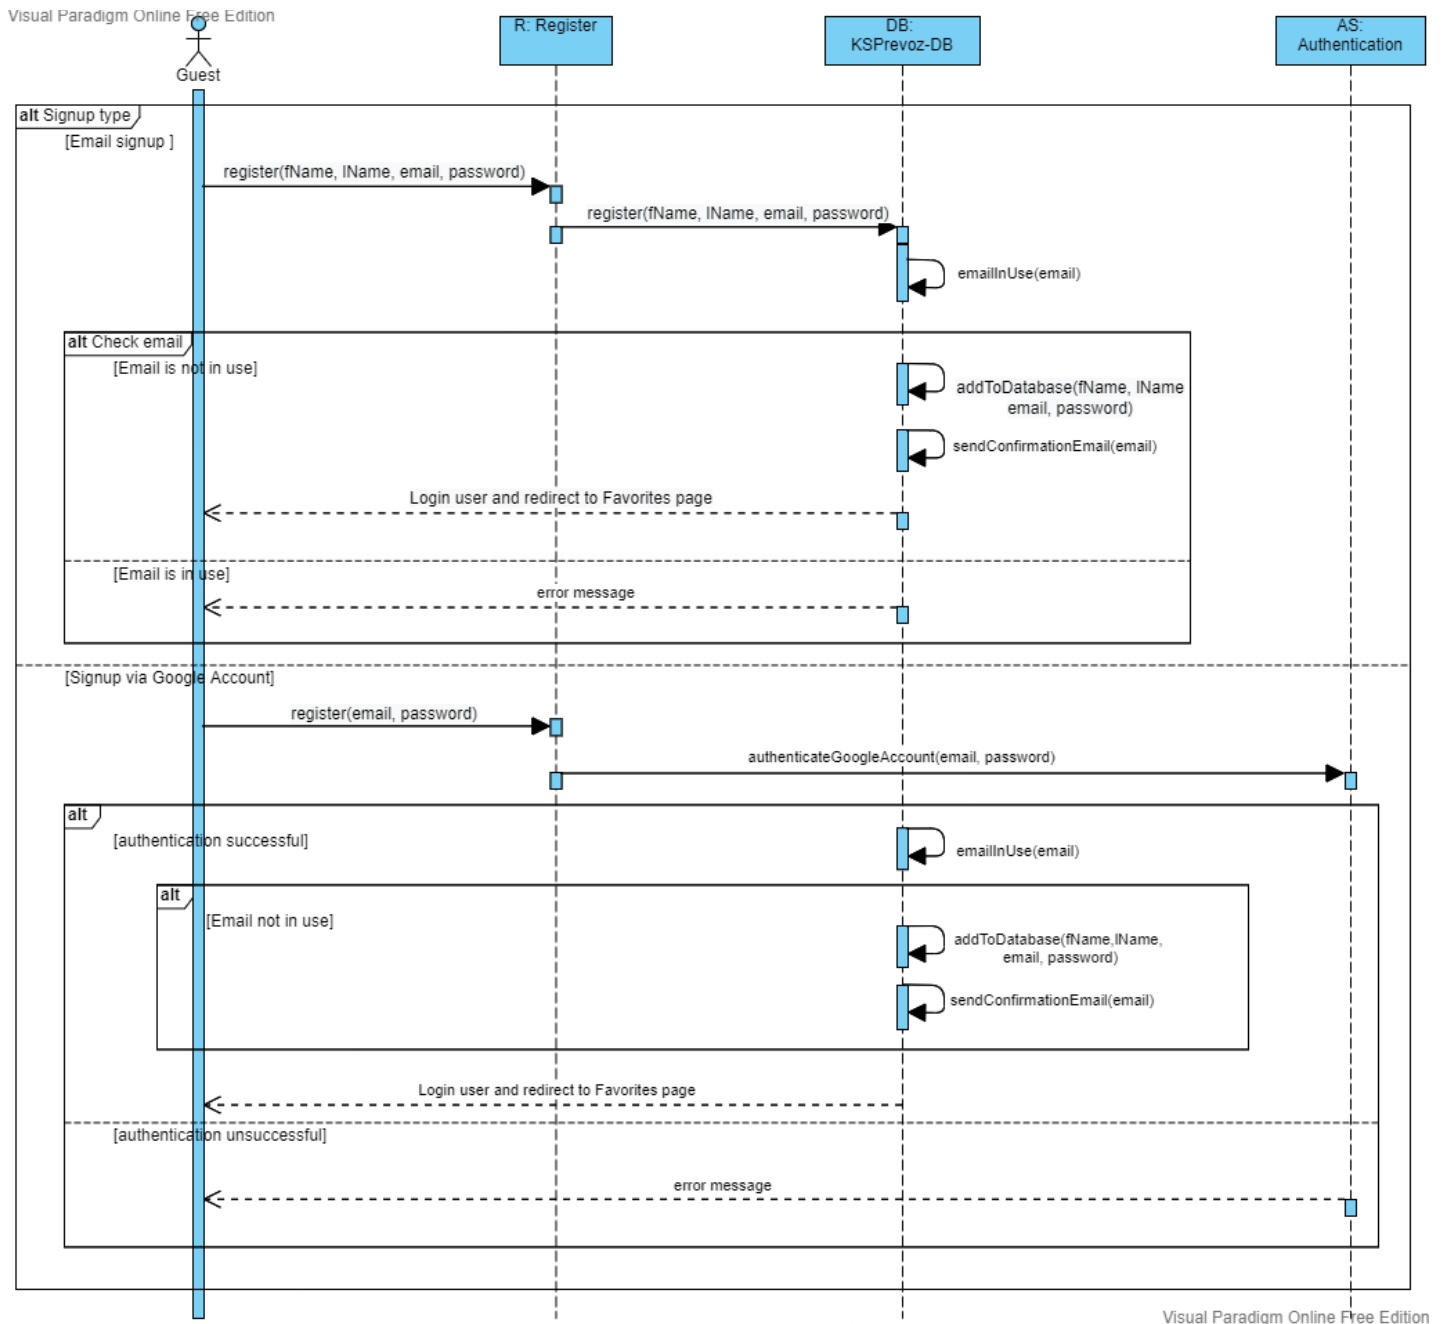 Visual Paradigm Online Free Edition
Guest
R: Register
DB:
KSPrevoz-DB
AS:
Authentication
alt Signup type
[Email signup ]
register(fName, lName, email, password)
register(fName, lName, email, password)
emailInUse(email)
alt Check email
[Email is not in use]
addToDatabase(fName, lName
email, password)
sendConfirmationEmail(email)
Login user and redirect to Favorites page
[Email is in use]
error message
[Signup via Google Account]
register(email, password)
authenticateGoogleAccount(email, password)
alt
[authentication successful]
emailInUse(email)
alt
[Email not in use]
addToDatabase(fName,lName,
email, password)
sendConfirmationEmail(email)
Login user and redirect to Favorites page
[authentication unsuccessful]
error message
Visual Paradigm Online Free Edition